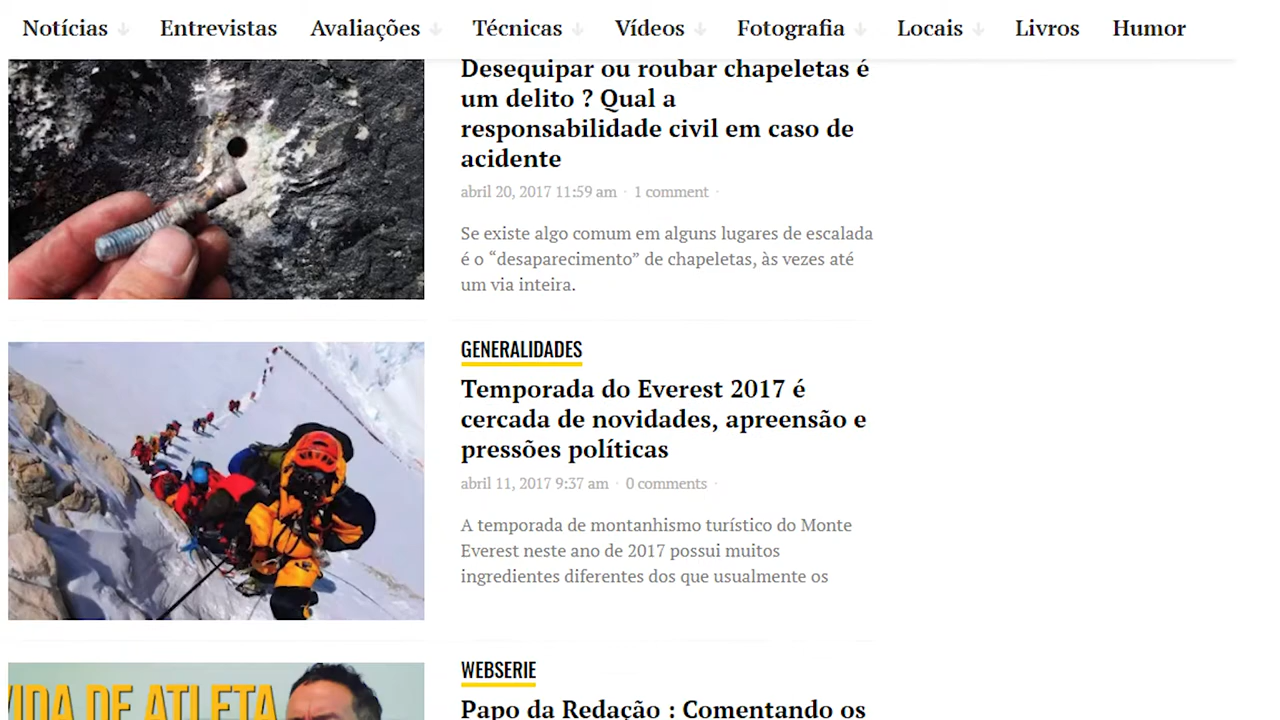 Notícias Entrevistas Avaliações Técnicas Vídeos Fotografia Locais Livros Humor
Desequipar ou roubar chapeletas é
um delito ? Qual a
responsabilidade civil em caso de
acidente
abril 20, 2017 11:59 am · 1 comment ·
Se existe algo comum em alguns lugares de escalada
é o “desaparecimento” de chapeletas, às vezes até
um via inteira.
GENERALIDADES
Temporada do Everest 2017 é
cercada de novidades, apreensão e
pressões políticas
abril 11, 2017 9:37 am · 0 comments ·
A temporada de montanhismo turístico do Monte
Everest neste ano de 2017 possui muitos
ingredientes diferentes dos que usualmente os
VIDA DE ATLETA
WEBSERIE
Papo da Redação : Comentando os